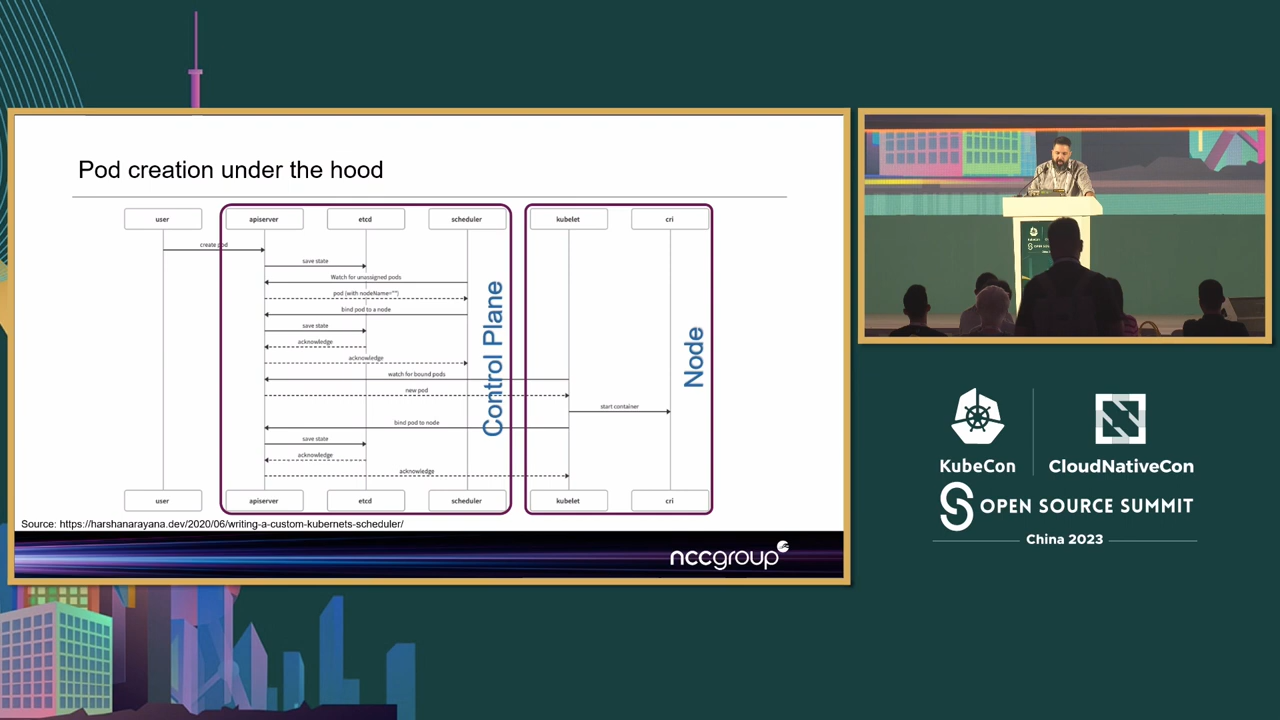 Pod creation under the hood
user
apiserver
etcd
scheduler
kubelet
cri
create pod
save state
Watch for unassigned pods
pod (with nodeName="")
bind pod to a node
save state
acknowledge
acknowledge
watch for bound pods
new pod
start container
bind pod to node
save state
acknowledge
acknowledge
Control Plane
Node
user
apiserver
etcd
scheduler
kubelet
cri
Source: https://harshanarayana.dev/2020/06/writing-a-custom-kubernets-scheduler/
nccgroup
KubeCon
CloudNativeCon
OPEN SOURCE SUMMIT
China 2023